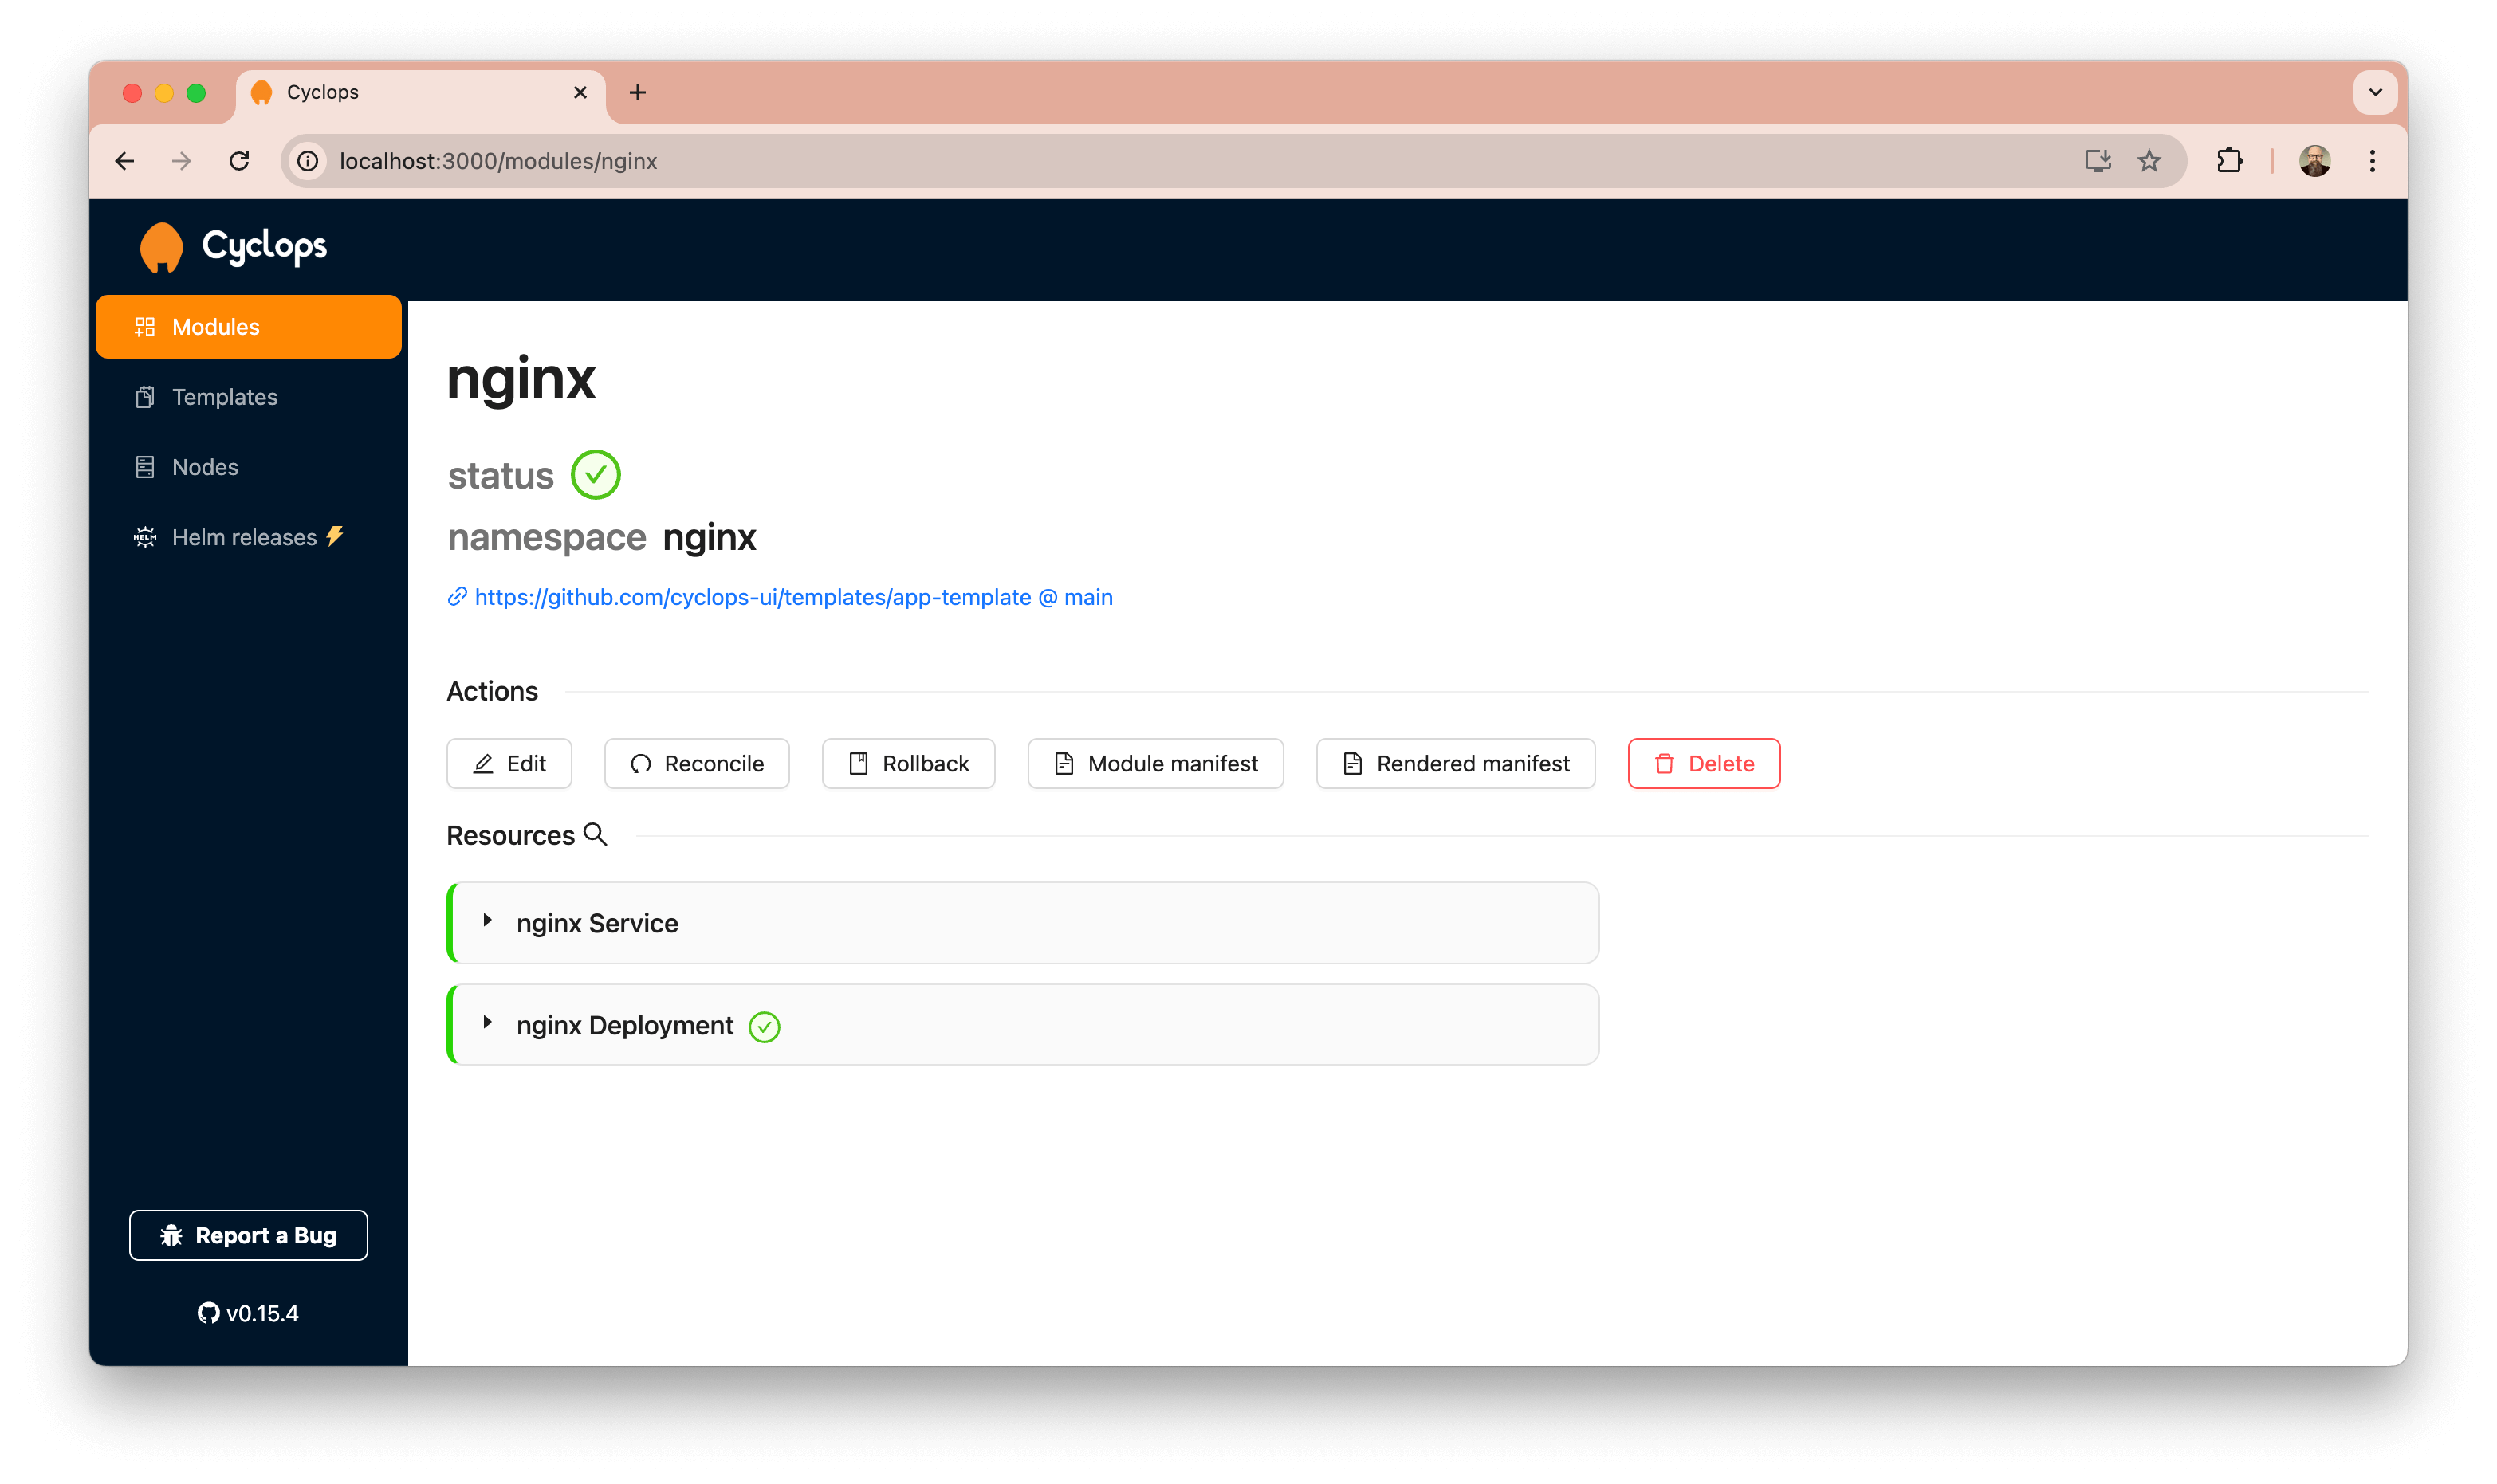 Cyclops
localhost:3000/modules/nginx
Cyclops
Modules
Templates
Nodes
HELM Helm releases
Report a Bug
v0.15.4
nginx
status
namespace nginx
https://github.com/cyclops-ui/templates/app-template @ main
Actions
Edit Reconcile Rollback Module manifest Rendered manifest Delete
Resources
nginx Service
nginx Deployment